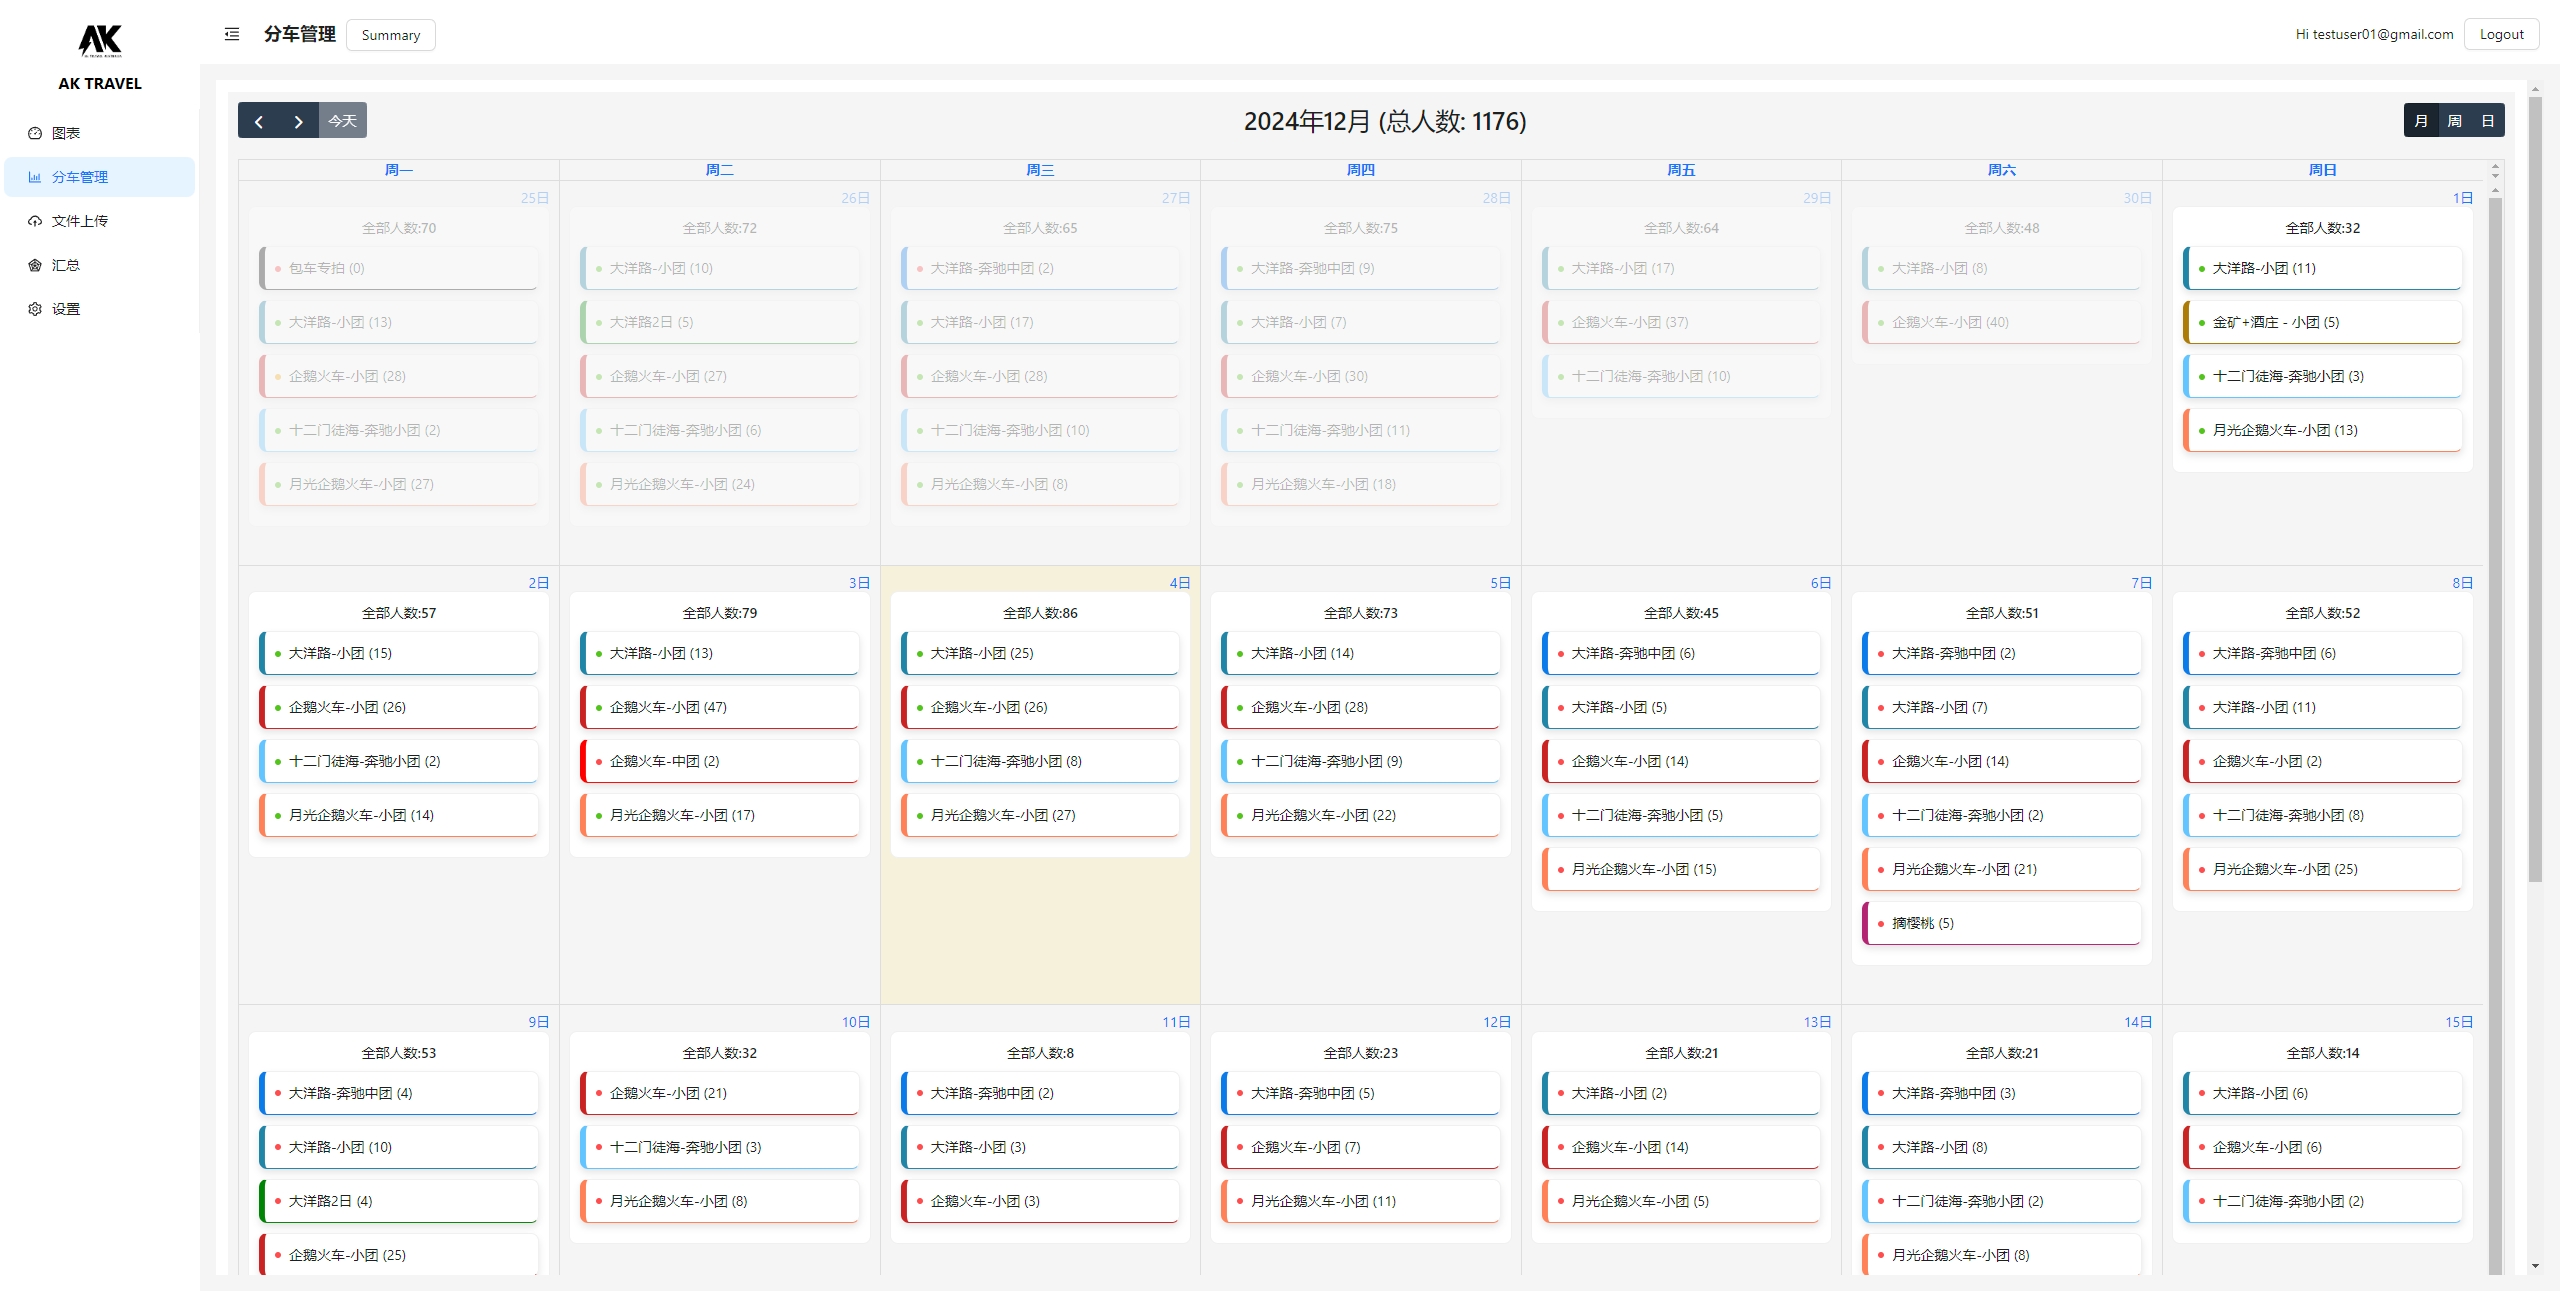 AK
AK TRAVEL
图表
分车管理
文件上传
汇总
设置
分车管理 Summary
Hi testuser01@gmail.com Logout
今天
2024年12月 (总人数: 1176)
月 周 日
周一 周二 周三 周四 周五 周六 周日
25日
全部人数:70
包车专拍 (0)
大洋路-小团 (13)
企鹅火车-小团 (28)
十二门徒海-奔驰小团 (2)
月光企鹅火车-小团 (27)
26日
全部人数:72
大洋路-小团 (10)
大洋路2日 (5)
企鹅火车-小团 (27)
十二门徒海-奔驰小团 (6)
月光企鹅火车-小团 (24)
27日
全部人数:65
大洋路-奔驰中团 (2)
大洋路-小团 (17)
企鹅火车-小团 (28)
十二门徒海-奔驰小团 (10)
月光企鹅火车-小团 (8)
28日
全部人数:75
大洋路-奔驰中团 (9)
大洋路-小团 (7)
企鹅火车-小团 (30)
十二门徒海-奔驰小团 (11)
月光企鹅火车-小团 (18)
29日
全部人数:64
大洋路-小团 (17)
企鹅火车-小团 (37)
十二门徒海-奔驰小团 (10)
30日
全部人数:48
大洋路-小团 (8)
企鹅火车-小团 (40)
1日
全部人数:32
大洋路-小团 (11)
金矿+酒庄 - 小团 (5)
十二门徒海-奔驰小团 (3)
月光企鹅火车-小团 (13)
2日
全部人数:57
大洋路-小团 (15)
企鹅火车-小团 (26)
十二门徒海-奔驰小团 (2)
月光企鹅火车-小团 (14)
3日
全部人数:79
大洋路-小团 (13)
企鹅火车-小团 (47)
企鹅火车-中团 (2)
月光企鹅火车-小团 (17)
4日
全部人数:86
大洋路-小团 (25)
企鹅火车-小团 (26)
十二门徒海-奔驰小团 (8)
月光企鹅火车-小团 (27)
5日
全部人数:73
大洋路-小团 (14)
企鹅火车-小团 (28)
十二门徒海-奔驰小团 (9)
月光企鹅火车-小团 (22)
6日
全部人数:45
大洋路-奔驰中团 (6)
大洋路-小团 (5)
企鹅火车-小团 (14)
十二门徒海-奔驰小团 (5)
月光企鹅火车-小团 (15)
7日
全部人数:51
大洋路-奔驰中团 (2)
大洋路-小团 (7)
企鹅火车-小团 (14)
十二门徒海-奔驰小团 (2)
月光企鹅火车-小团 (21)
摘樱桃 (5)
8日
全部人数:52
大洋路-奔驰中团 (6)
大洋路-小团 (11)
企鹅火车-小团 (2)
十二门徒海-奔驰小团 (8)
月光企鹅火车-小团 (25)
9日
全部人数:53
大洋路-奔驰中团 (4)
大洋路-小团 (10)
大洋路2日 (4)
企鹅火车-小团 (25)
10日
全部人数:32
企鹅火车-小团 (21)
十二门徒海-奔驰小团 (3)
月光企鹅火车-小团 (8)
11日
全部人数:8
大洋路-奔驰中团 (2)
大洋路-小团 (3)
企鹅火车-小团 (3)
12日
全部人数:23
大洋路-奔驰中团 (5)
企鹅火车-小团 (7)
月光企鹅火车-小团 (11)
13日
全部人数:21
大洋路-小团 (2)
企鹅火车-小团 (14)
月光企鹅火车-小团 (5)
14日
全部人数:21
大洋路-奔驰中团 (3)
大洋路-小团 (8)
十二门徒海-奔驰小团 (2)
月光企鹅火车-小团 (8)
15日
全部人数:14
大洋路-小团 (6)
企鹅火车-小团 (6)
十二门徒海-奔驰小团 (2)